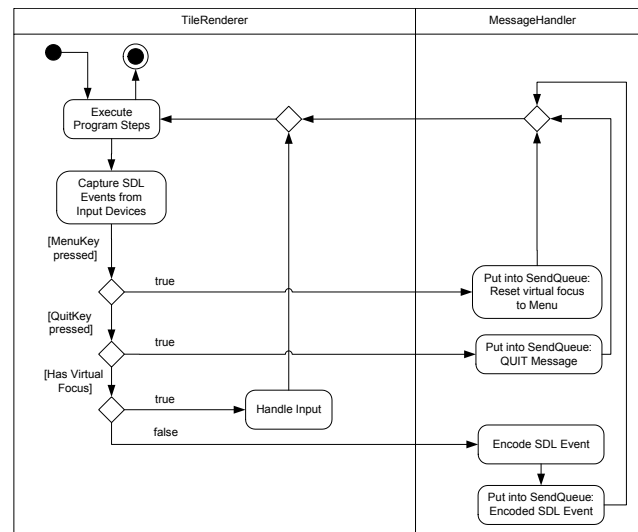 TileRenderer
MessageHandler
Execute
Program Steps
Capture SDL
Events from
Input Devices
[MenuKey
pressed]
true
Put into SendQueue:
Reset virtual focus
to Menu
[QuitKey
pressed]
true
Put into SendQueue:
QUIT Message
[Has Virtual
Focus]
true
Handle Input
false
Encode SDL Event
Put into SendQueue:
Encoded SDL Event